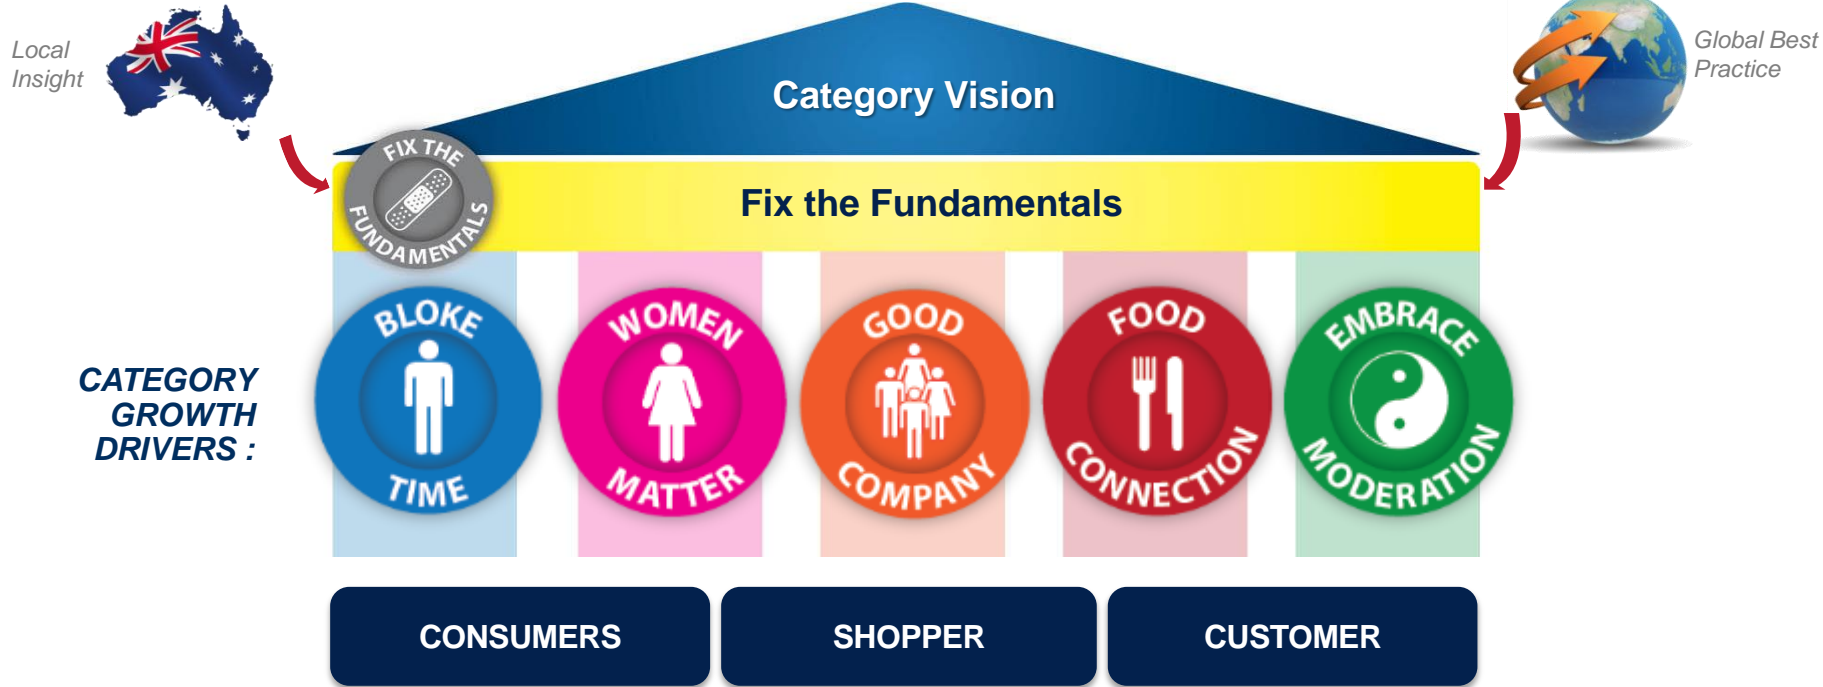 Local
Insight
Global Best
Practice
Category Vision
FIX THE
FUNDAMENTALS
Fix the Fundamentals
CATEGORY
GROWTH
DRIVERS :
BLOKE
TIME
WOMEN
MATTER
GOOD
COMPANY
FOOD
CONNECTION
EMBRACE
MODERATION
CONSUMERS
SHOPPER
CUSTOMER